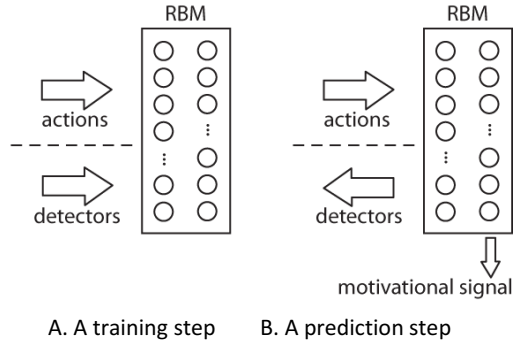 RBM
actions
...
detectors
A. A training step
RBM
actions
...
detectors
motivational signal
B. A prediction step